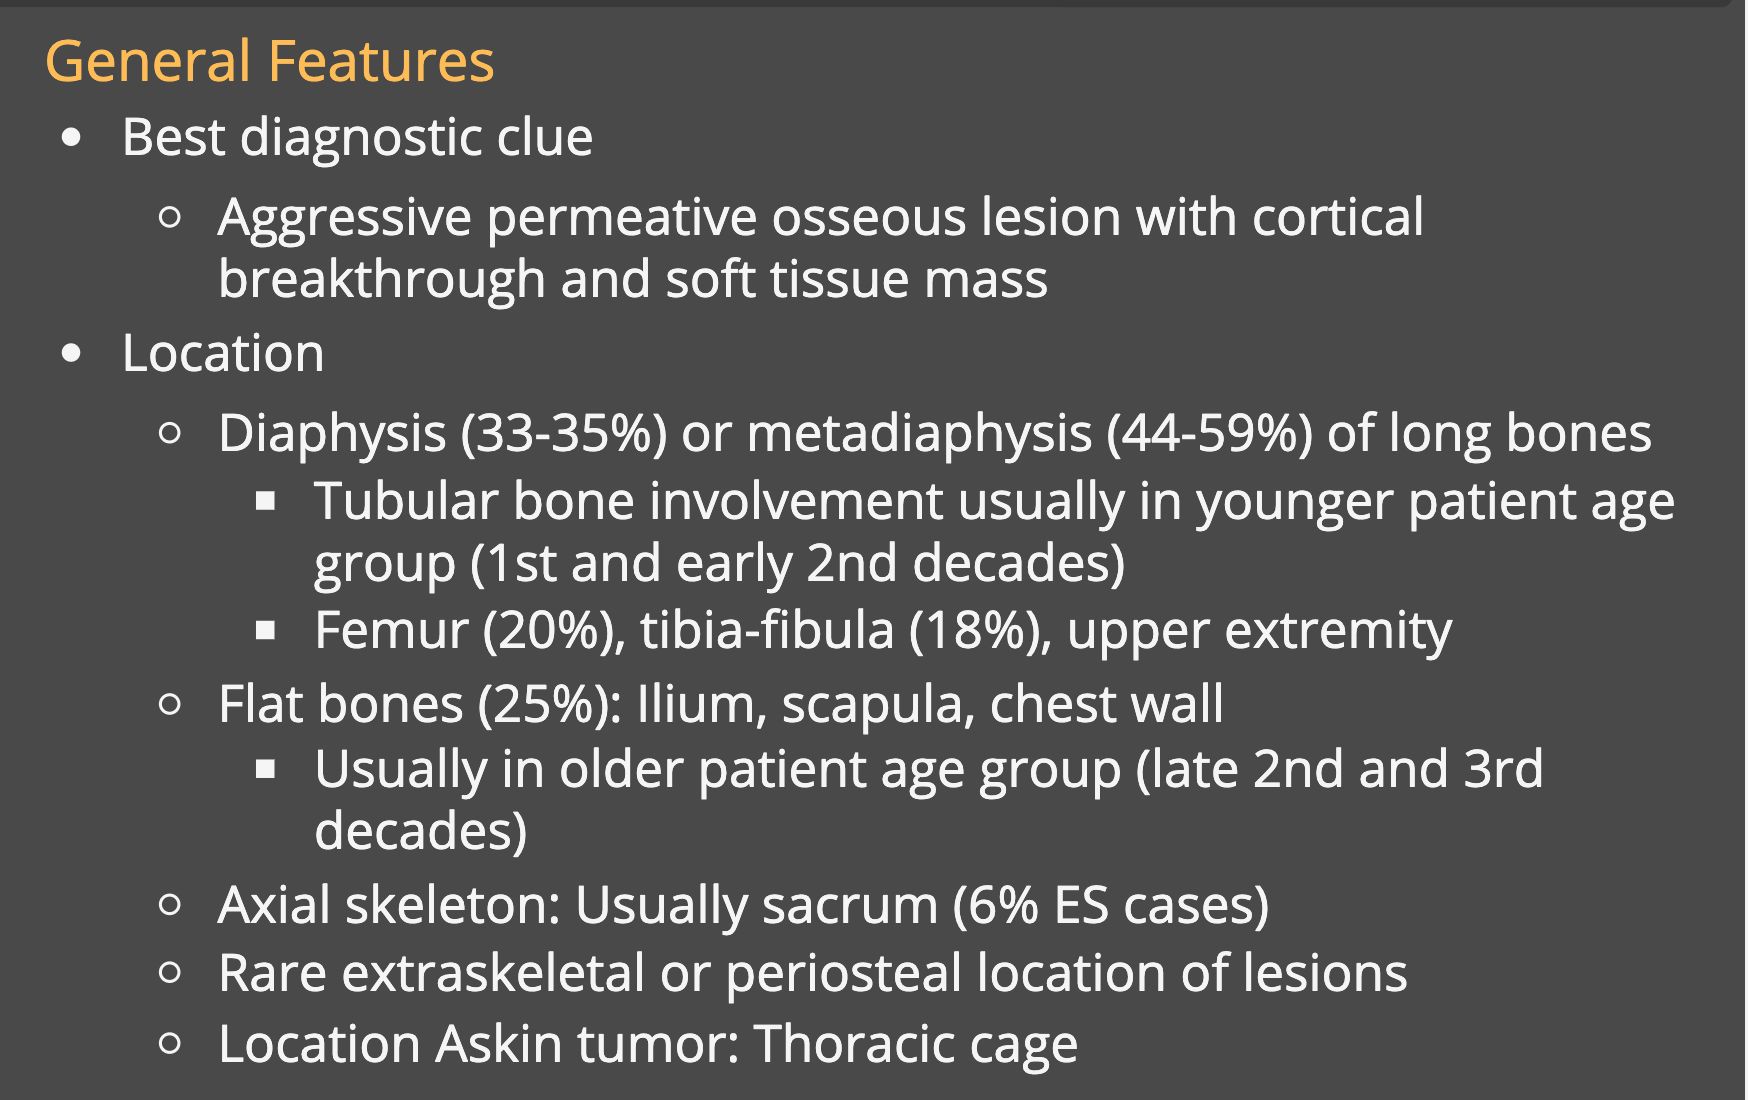 General Features
• Best diagnostic clue
○ Aggressive permeative osseous lesion with cortical
breakthrough and soft tissue mass
• Location
○ Diaphysis (33-35%) or metadiaphysis (44-59%) of long bones
▪ Tubular bone involvement usually in younger patient age
group (1st and early 2nd decades)
▪ Femur (20%), tibia-fibula (18%), upper extremity
○ Flat bones (25%): Ilium, scapula, chest wall
▪ Usually in older patient age group (late 2nd and 3rd
decades)
○ Axial skeleton: Usually sacrum (6% ES cases)
○ Rare extraskeletal or periosteal location of lesions
○ Location Askin tumor: Thoracic cage